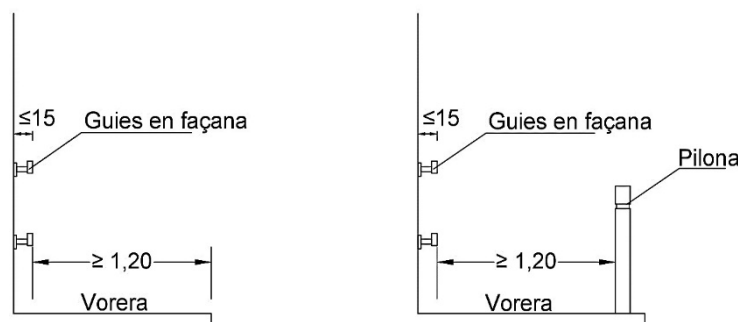 ≤15
Guies en façana
≥ 1,20
Vorera
≤15
Guies en façana
Pilona
≥ 1,20
Vorera